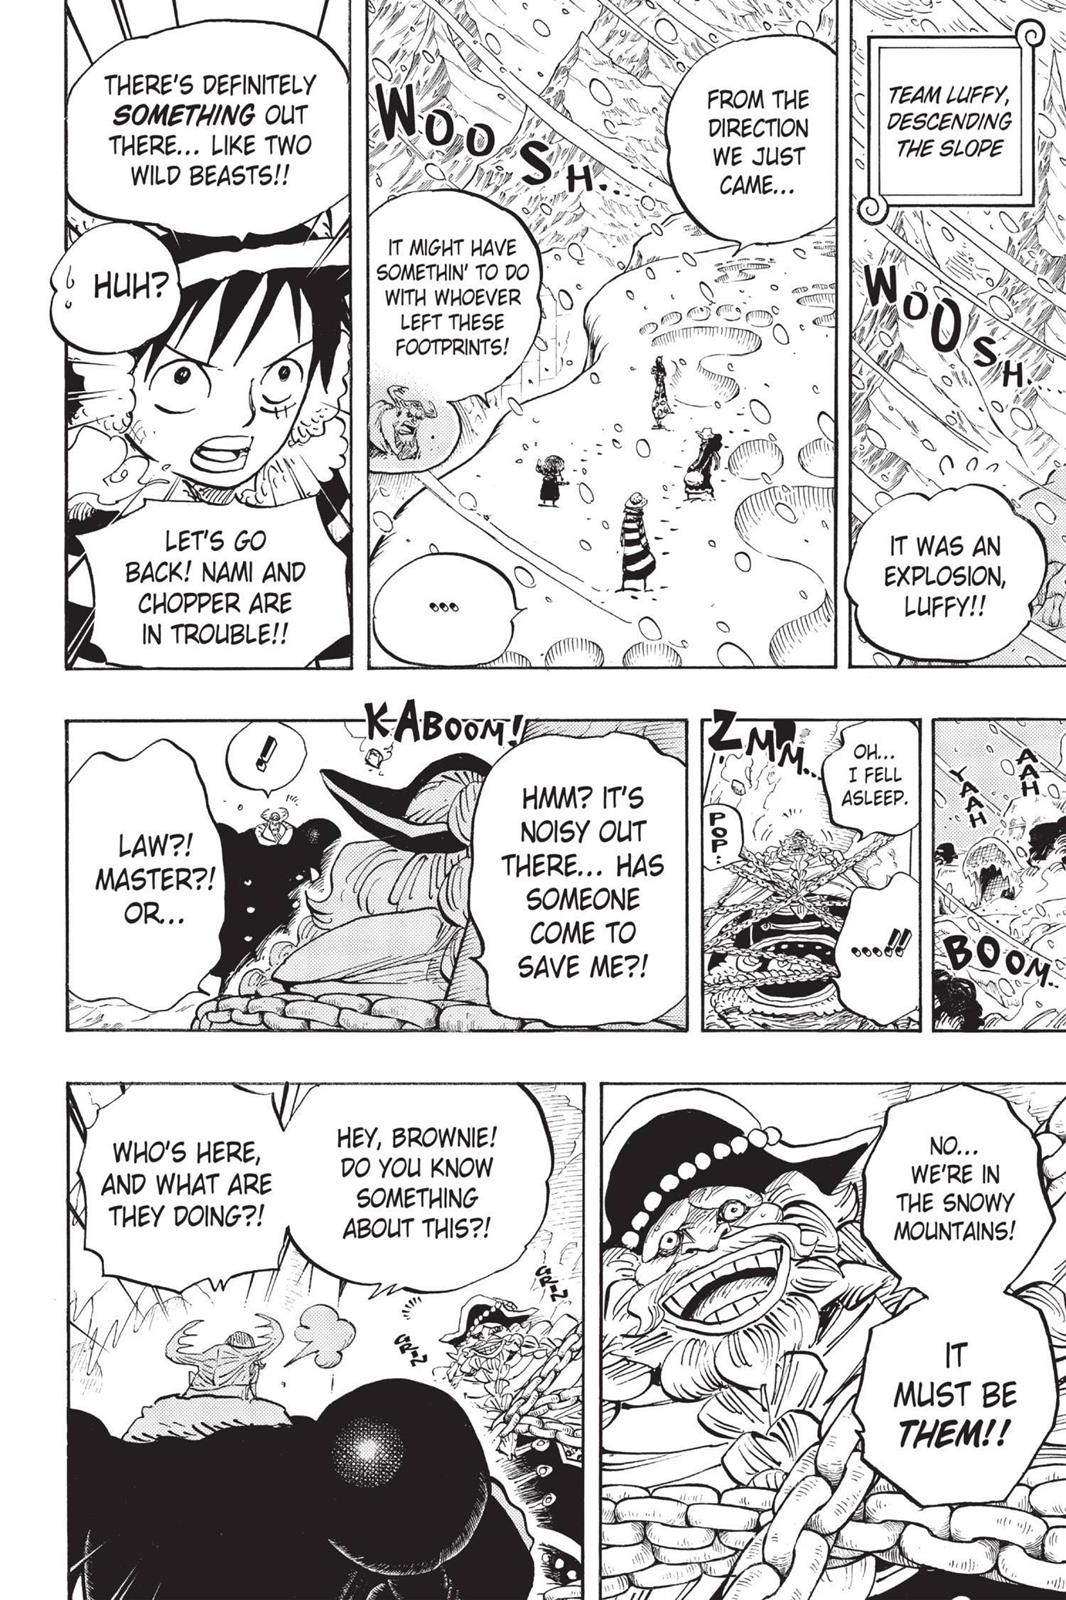 TEAM LUFFY,
DESCENDING
THE SLOPE
WOOSH...
IT WAS AN
EXPLOSION,
LUFFY!!
FROM THE
DIRECTION
WE JUST
CAME...
WOOSH...
IT MIGHT HAVE
SOMETHIN' TO DO
WITH WHOEVER
LEFT THESE
FOOTPRINTS!
...
THERE'S DEFINITELY
SOMETHING OUT
THERE... LIKE TWO
WILD BEASTS!!
HUH?
LET'S GO
BACK! NAMI AND
CHOPPER ARE
IN TROUBLE!!
AAH
YAAH
BOOM..
ZMM...
OH...
I FELL
ASLEEP.
POP:
....!!
KABOOM!
HMM? IT'S
NOISY OUT
THERE... HAS
SOMEONE
COME TO
SAVE ME?!
!
LAW?!
MASTER?!
OR...
NO...
WE'RE IN
THE SNOWY
MOUNTAINS!
IT
MUST BE
THEM!!
HEY, BROWNIE!
DO YOU KNOW
SOMETHING
ABOUT THIS?!
GRIN
GRIN
WHO'S HERE,
AND WHAT ARE
THEY DOING?!